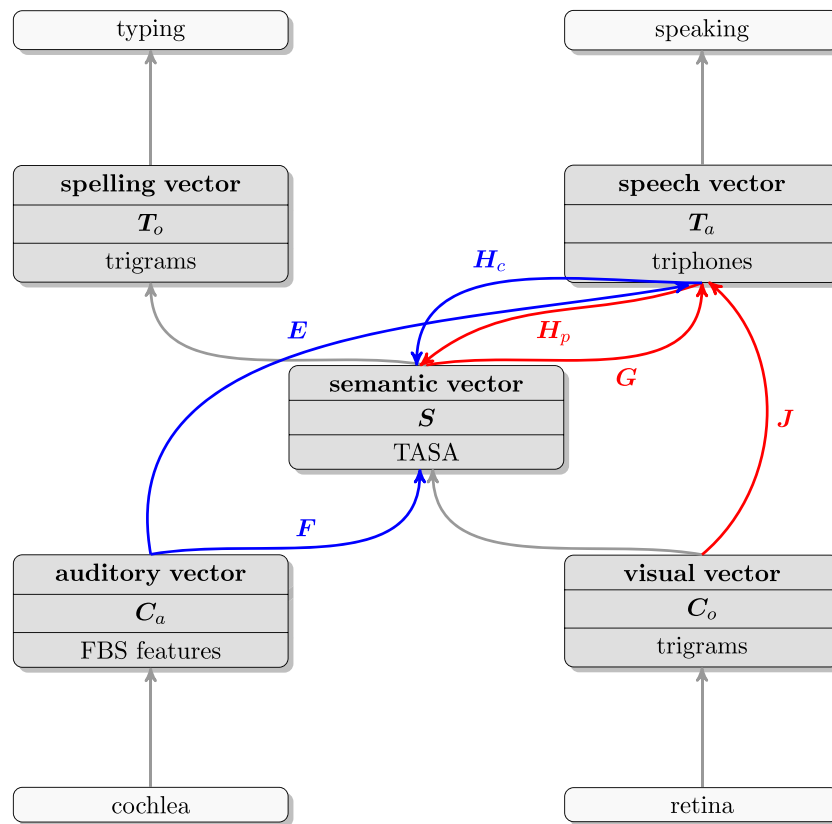 typing
speaking
spelling vector
T_o
trigrams
speech vector
T_a
triphones
H_c
E
H_p
G
semantic vector
S
TASA
J
F
auditory vector
C_a
FBS features
visual vector
C_o
trigrams
cochlea
retina